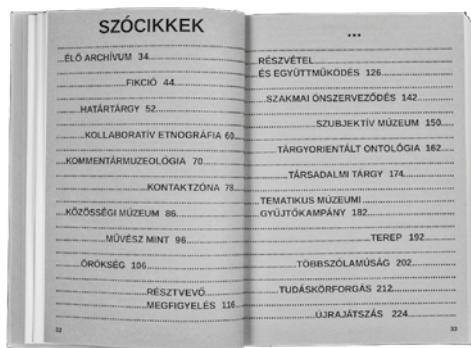 SZÓCIKKEK
ÉLŐ ARCHÍVUM 34
FIKCIÓ 44
HATÁRTÁRGY 52
KOLLABORATÍV ETNOGRÁFIA 60
KOMMENTÁRMUZEOLÓGIA 70
KONTAKTZÓNA 78
KÖZÖSSÉGI MÚZEUM 86
MŰVÉSZ MINT 96
ÖRÖKSÉG 106
RÉSZTVEVŐ
MEGFIGYELÉS 116
32
...
RÉSZVÉTEL
ÉS EGYÜTTMŰKÖDÉS 126
SZAKMAI ÖNSZERVEZŐDÉS 142
SZUBJEKTÍV MÚZEUM 150
TÁRGYORIENTÁLT ONTOLÓGIA 162
TÁRSADALMI TÁRGY 174
TEMATIKUS MÚZEUMI
GYŰJTŐKAMPÁNY 182
TEREP 192
TÖBBSZÓLAMÚSÁG 202
TUDÁSKÖRFORGÁS 212
ÚJRAJÁTSZÁS 224
33